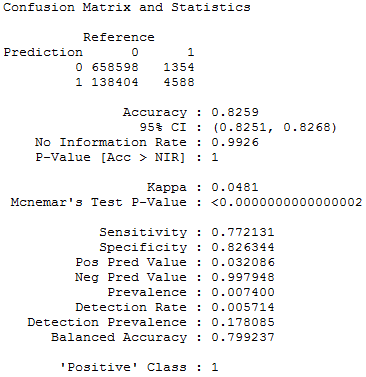 Confusion Matrix and Statistics
Reference
Prediction 0 1
0 658598 1354
1 138404 4588
Accuracy : 0.8259
95% CI : (0.8251, 0.8268)
No Information Rate : 0.9926
P-Value [Acc > NIR] : 1
Kappa : 0.0481
Mcnemar's Test P-Value : <0.0000000000000002
Sensitivity : 0.772131
Specificity : 0.826344
Pos Pred Value : 0.032086
Neg Pred Value : 0.997948
Prevalence : 0.007400
Detection Rate : 0.005714
Detection Prevalence : 0.178085
Balanced Accuracy : 0.799237
'Positive' Class : 1